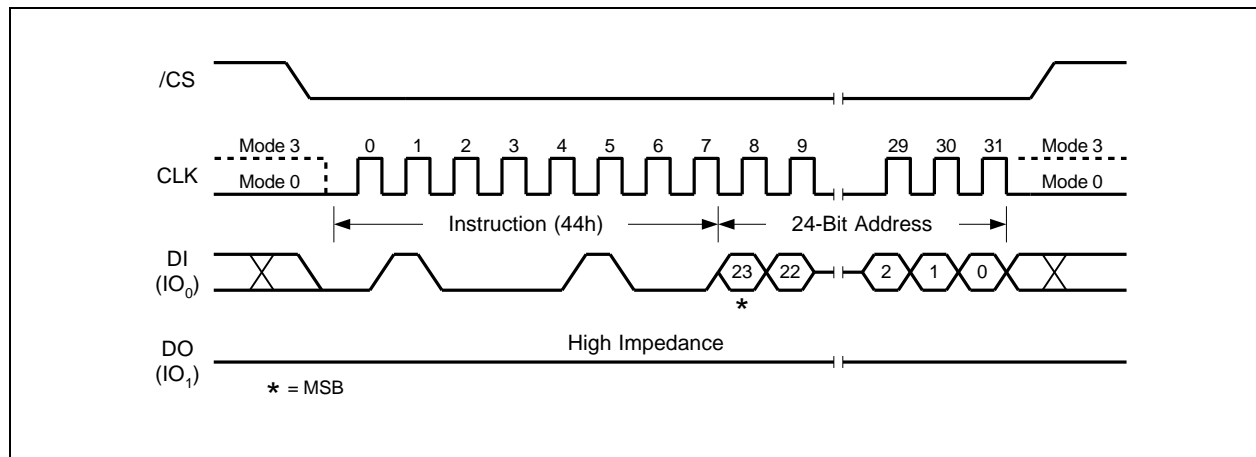 /CS
Mode 3 0 1 2 3 4 5 6 7 8 9 29 30 31 Mode 3
CLK
Mode 0 Mode 0
Instruction (44h) 24-Bit Address
DI
(IO₀)
23 22 2 1 0
*
High Impedance
DO
(IO₁)
* = MSB